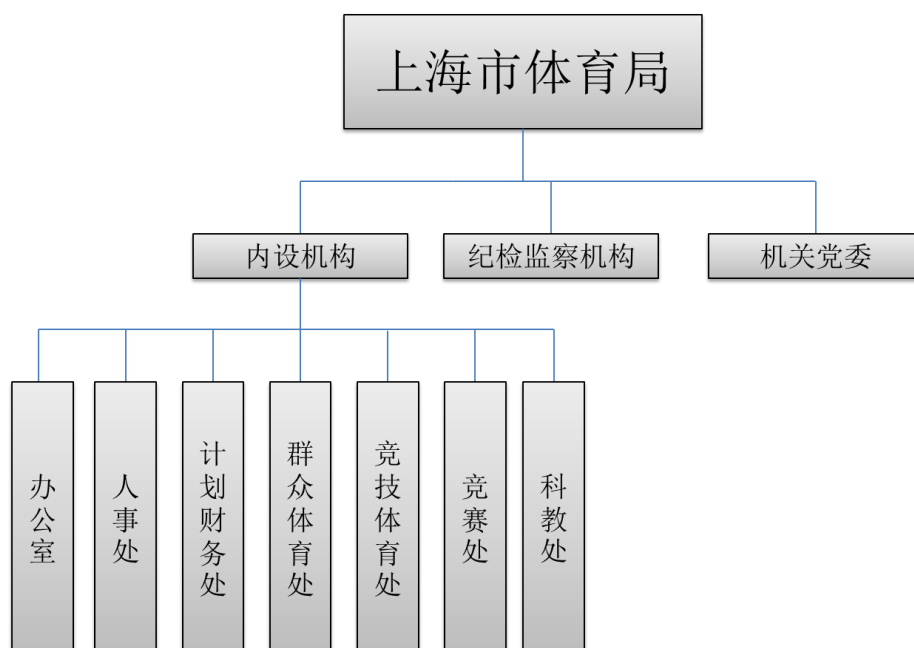 上海市体育局
内设机构
纪检监察机构
机关党委
办公室
人事处
计划财务处
群众体育处
竞技体育处
竞赛处
科教处